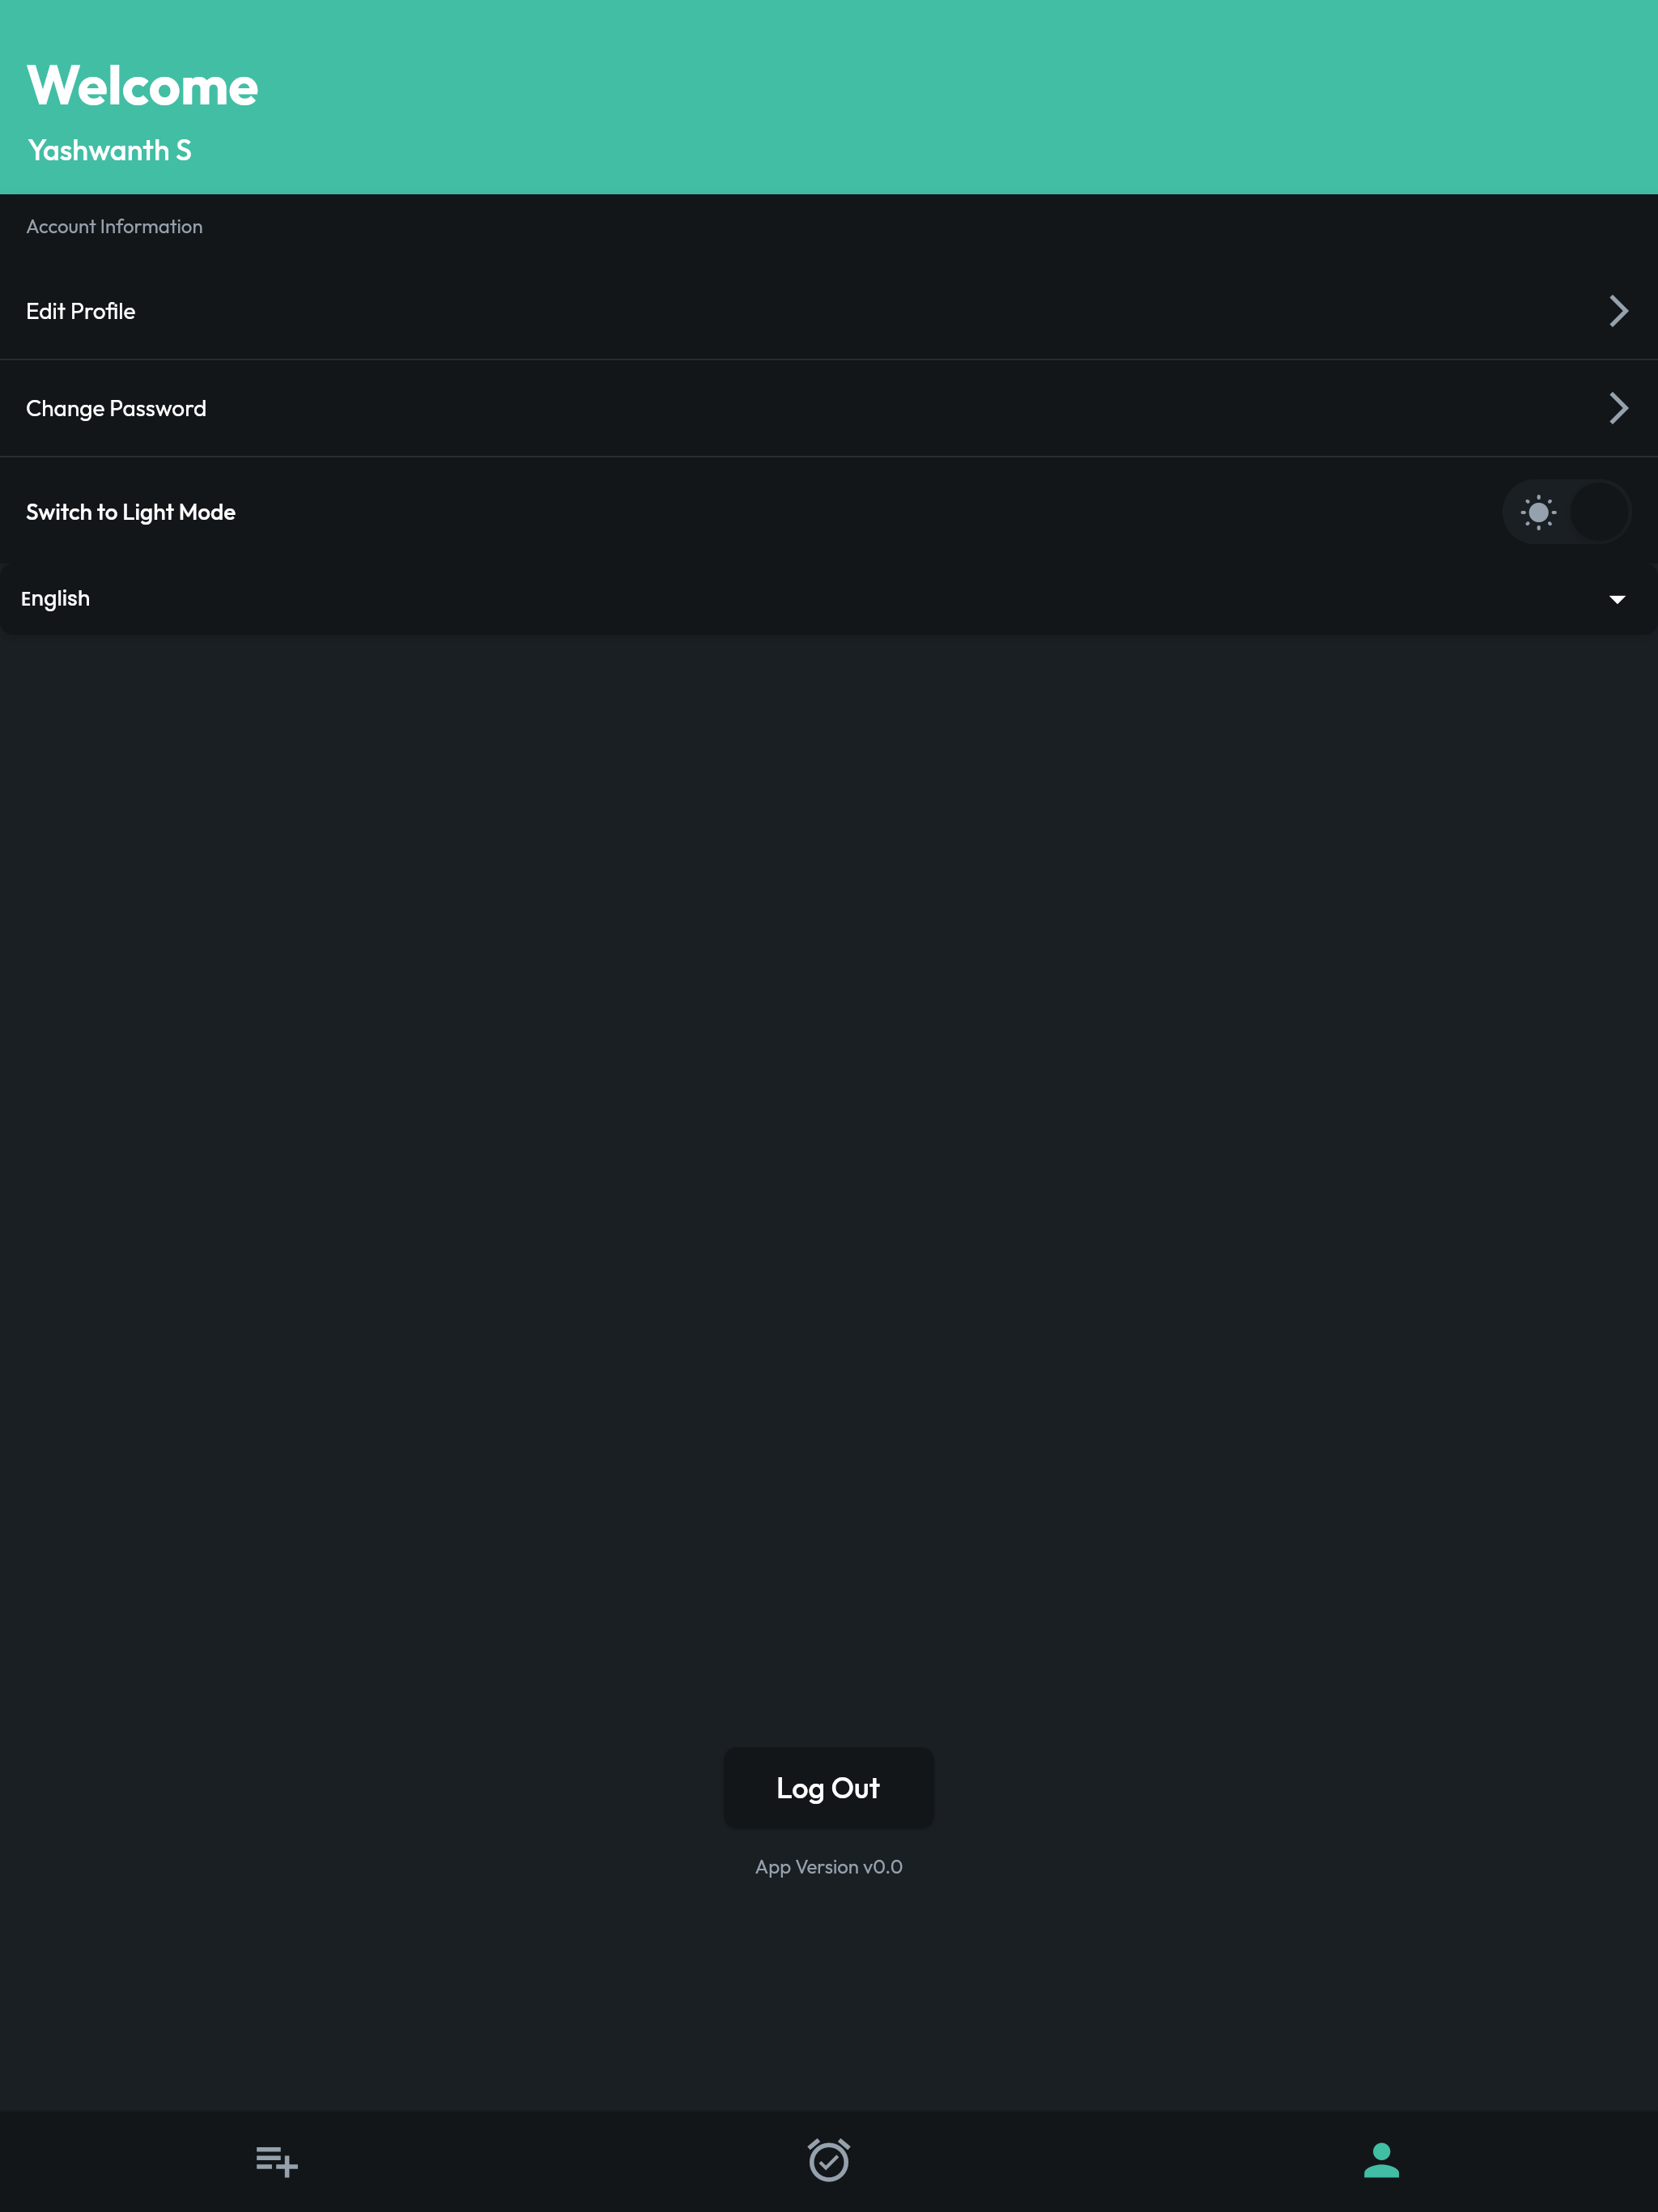 Welcome
Yashwanth S
Account Information
Edit Profile
Change Password
Switch to Light Mode
English
Log Out
App Version v0.0